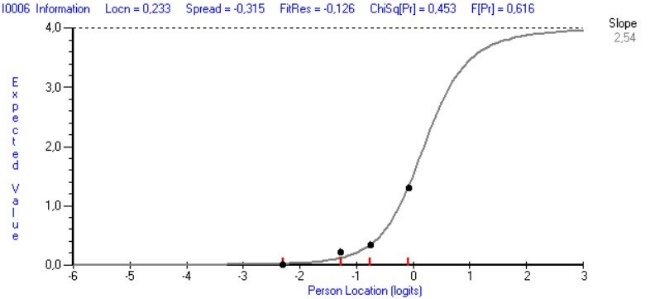 I0006 Information Locn = 0,233 Spread = -0,315 FitRes = -0,126 ChiSq[Pr] = 0,453 F[Pr] = 0,616
Slope
2,54
Expected Value
4,0
3,0
2,0
1,0
0,0
-6 -5 -4 -3 -2 -1 0 1 2 3
Person Location (logits)